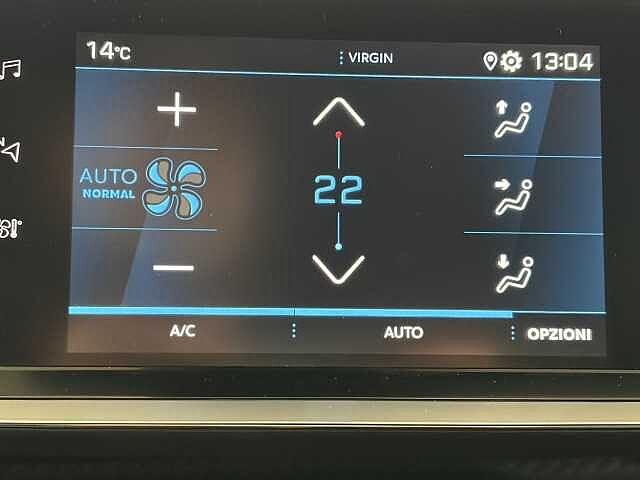 14°C
VIRGIN
13:04
AUTO
NORMAL
22
A/C
AUTO
OPZIONI